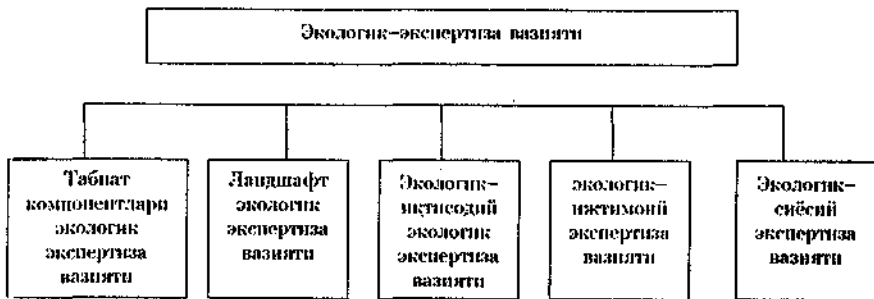 Экологик–экспертиза вазияти
Табиат
компонентлари
экологик
экспертиза
вазияти
Ландшафт
экологик
экспертиза
вазияти
Экологик–
иқтисодий
экологик
экспертиза
вазияти
экологик–
ижтимоий
экспертиза
вазияти
Экологик–
сиёсий
экспертиза
вазияти